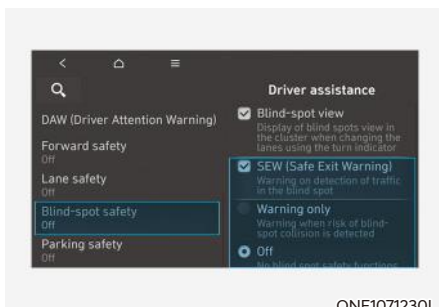 Driver assistance
DAW (Driver Attention Warning)
Forward safety
Off
Lane safety
Off
Blind-spot safety
Off
Parking safety
Off
Blind-spot view
Display of blind spots view in
the cluster when changing the
lanes using the turn indicator
SEW (Safe Exit Warning)
Warning on detection of traffic
in the blind spot
Warning only
Warning when risk of blind-
spot collision is detected
Off
No blind spot safety functions
ONE1071230L